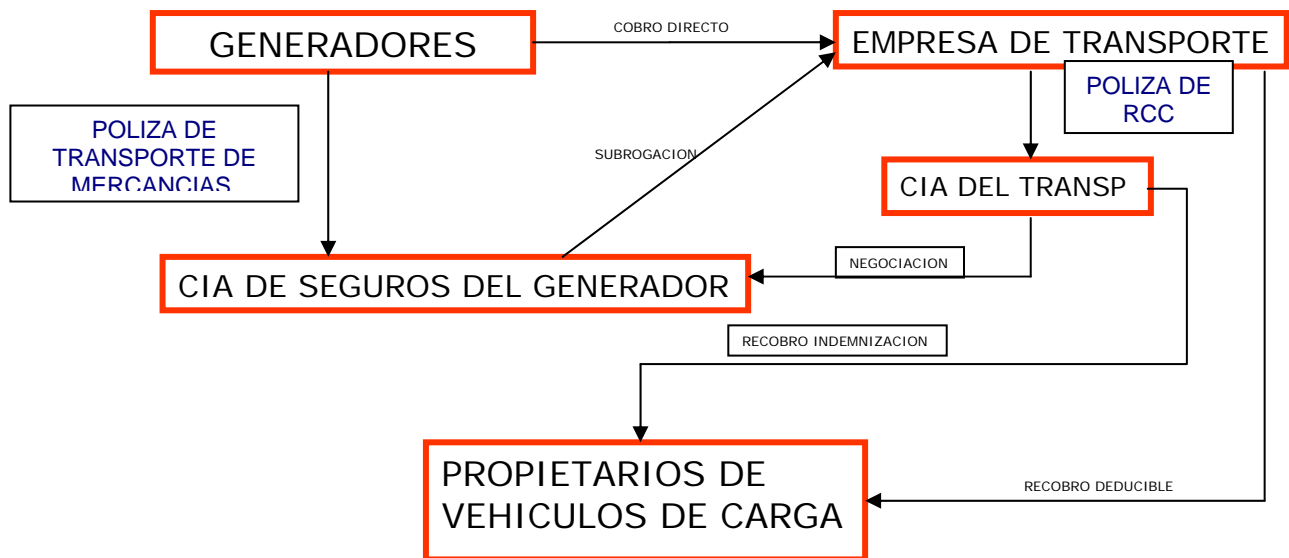 GENERADORES
COBRO DIRECTO
EMPRESA DE TRANSPORTE
POLIZA DE
RCC
POLIZA DE
TRANSPORTE DE
MERCANCIAS
SUBROGACION
CIA DEL TRANSP
NEGOCIACION
CIA DE SEGUROS DEL GENERADOR
RECOBRO INDEMNIZACION
PROPIETARIOS DE
VEHICULOS DE CARGA
RECOBRO DEDUCIBLE